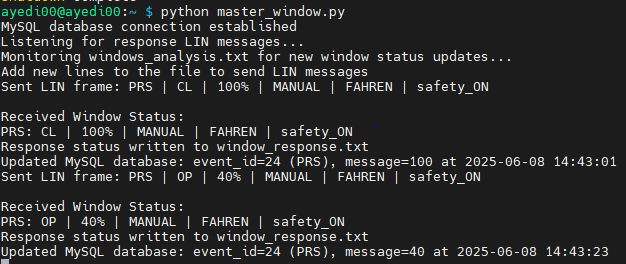 ayedi00@ayedi00:~ $ python master_window.py
MySQL database connection established
Listening for response LIN messages...
Monitoring windows_analysis.txt for new window status updates...
Add new lines to the file to send LIN messages
Sent LIN frame: PRS | CL | 100% | MANUAL | FAHREN | safety_ON
Received Window Status:
PRS: CL | 100% | MANUAL | FAHREN | safety_ON
Response status written to window_response.txt
Updated MySQL database: event_id=24 (PRS), message=100 at 2025-06-08 14:43:01
Sent LIN frame: PRS | OP | 40% | MANUAL | FAHREN | safety_ON
Received Window Status:
PRS: OP | 40% | MANUAL | FAHREN | safety_ON
Response status written to window_response.txt
Updated MySQL database: event_id=24 (PRS), message=40 at 2025-06-08 14:43:23